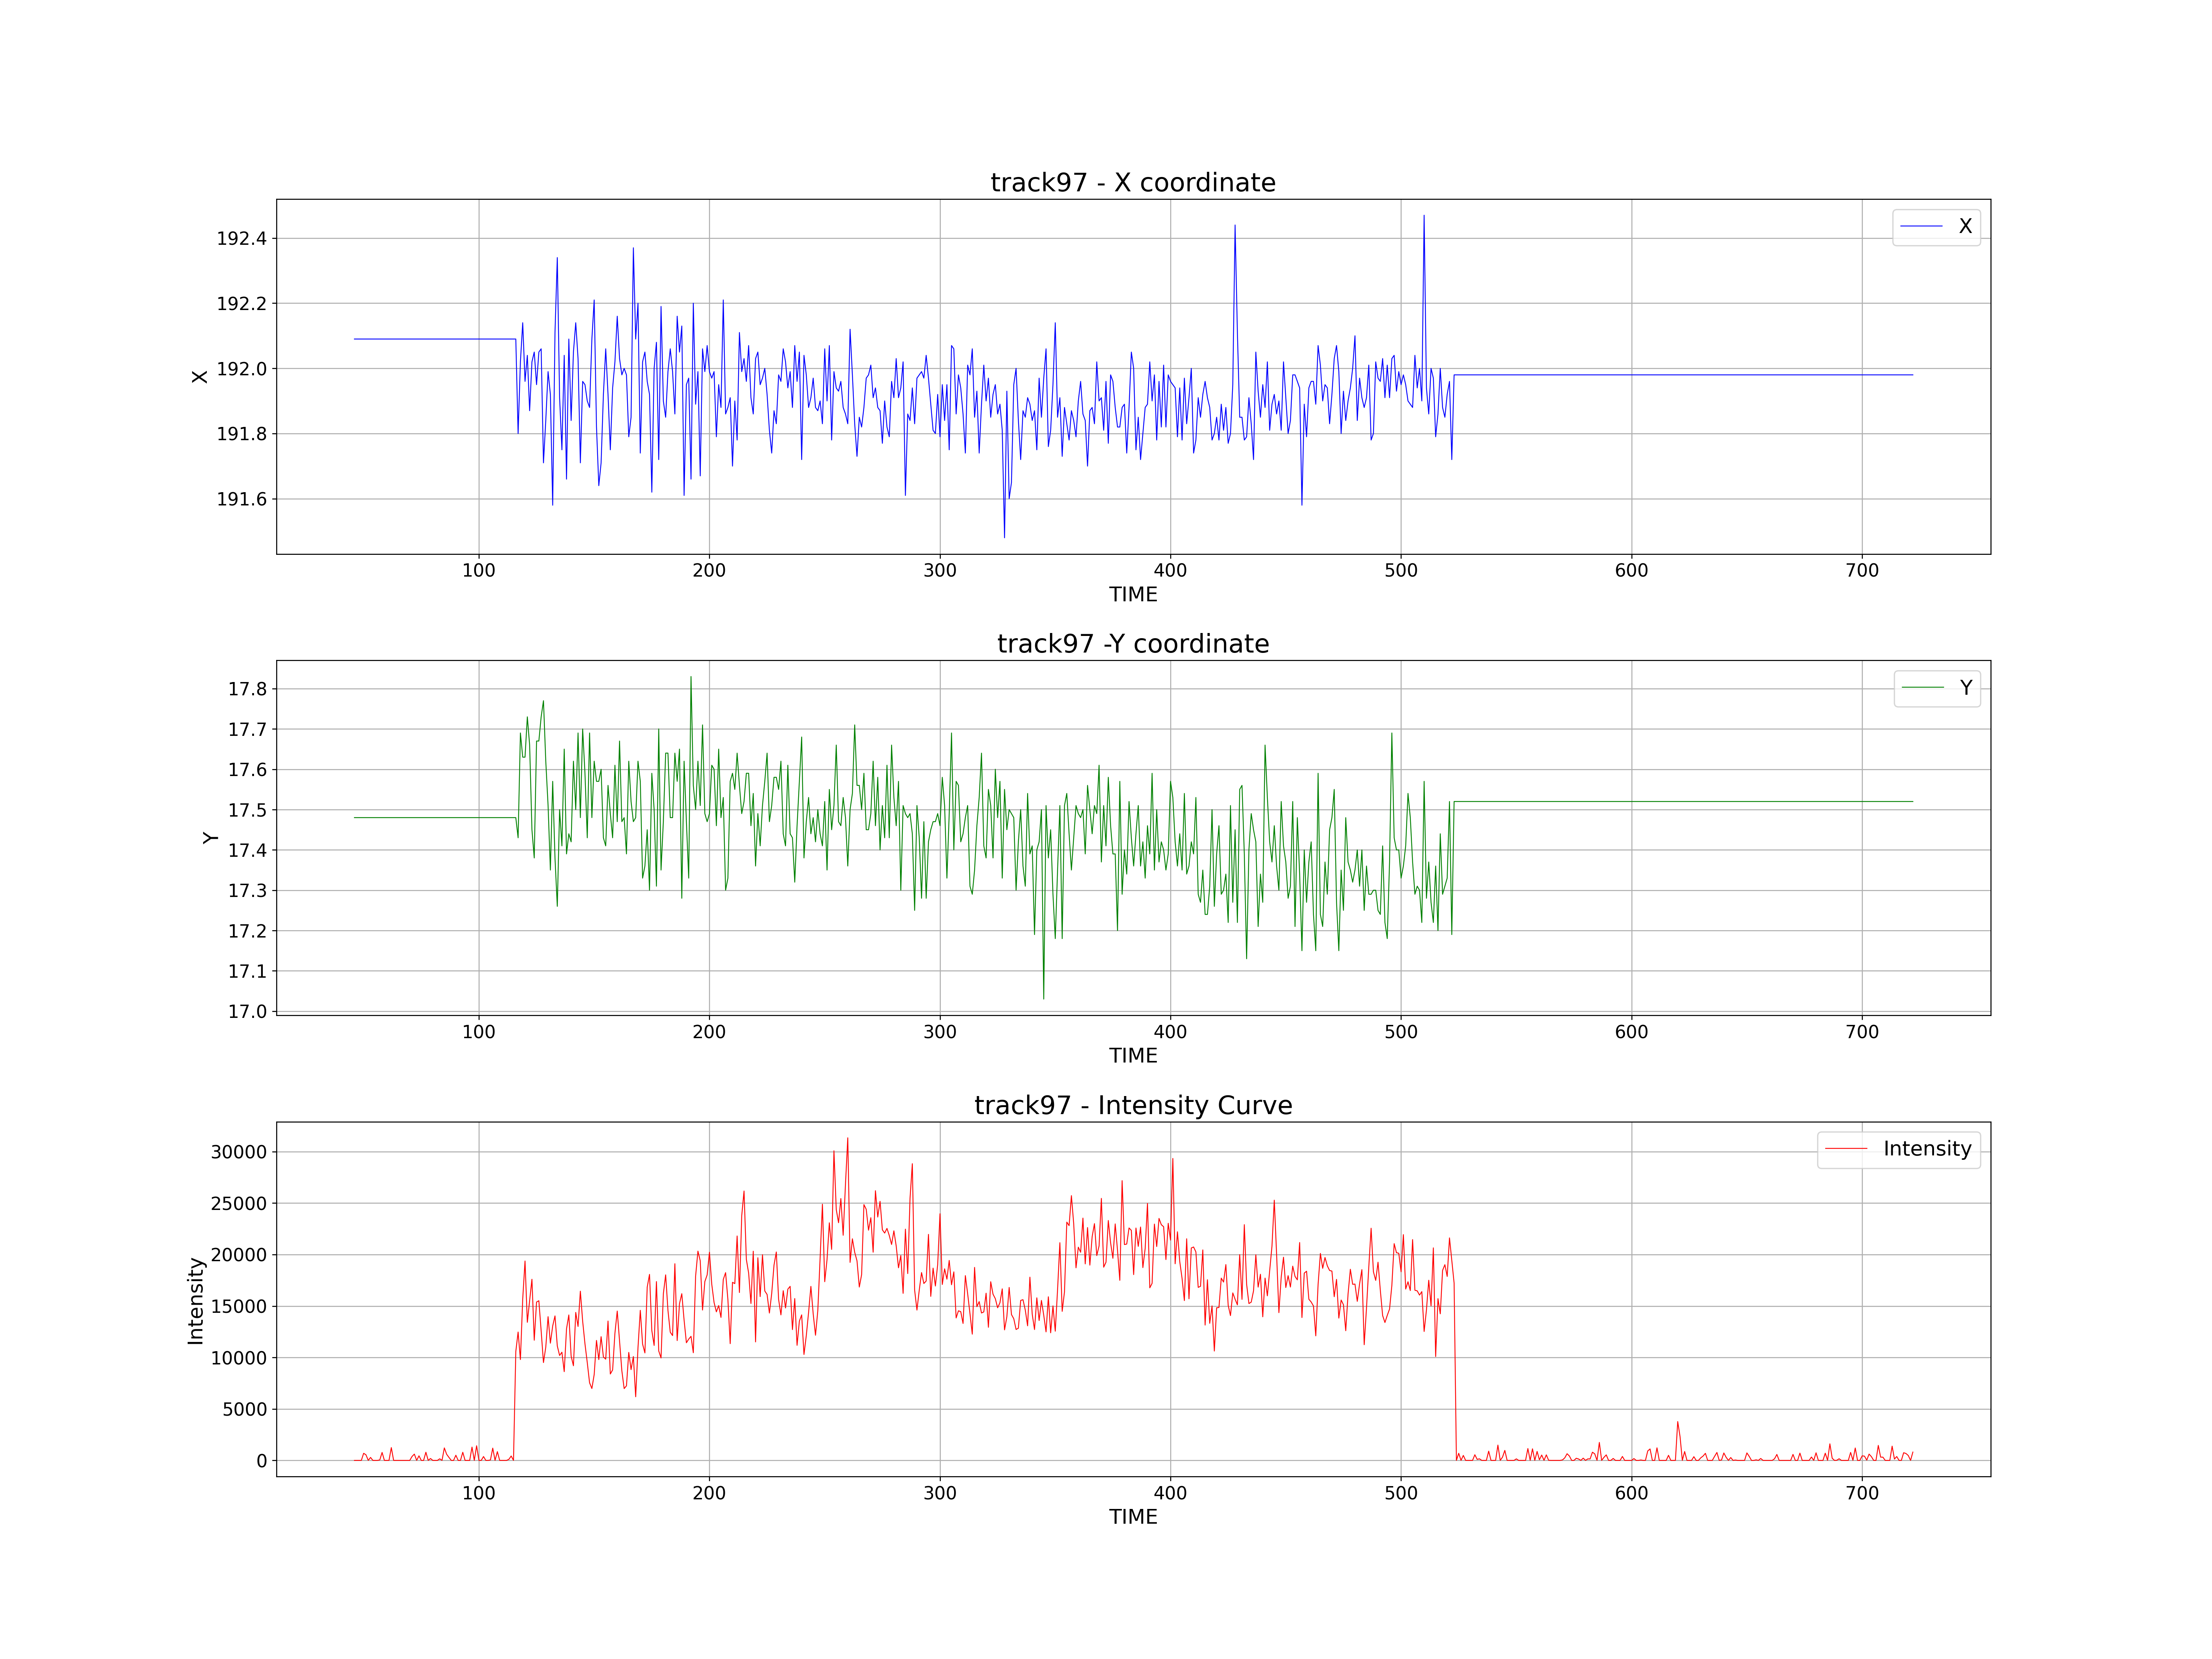 track97 - X coordinate
X
192.4
192.2
192.0
191.8
191.6
X
100 200 300 400 500 600 700
TIME
track97 -Y coordinate
Y
17.8
17.7
17.6
17.5
17.4
17.3
17.2
17.1
17.0
Y
100 200 300 400 500 600 700
TIME
track97 - Intensity Curve
Intensity
30000
25000
20000
15000
10000
5000
0
Intensity
100 200 300 400 500 600 700
TIME